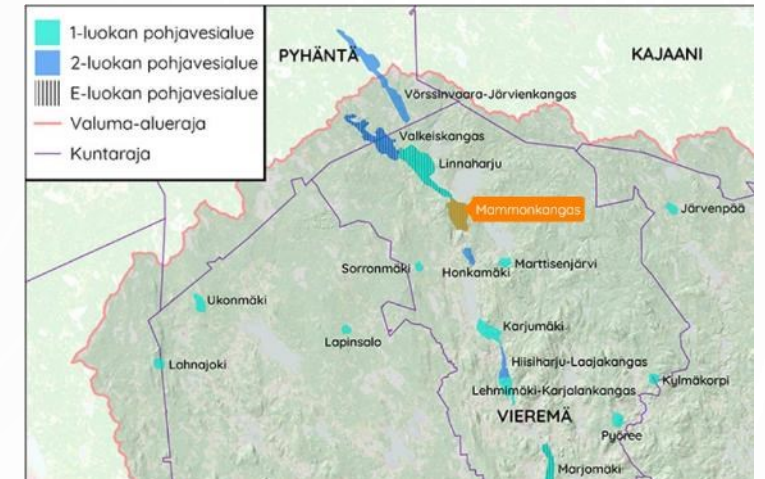 1-luokan pohjavesialue
2-luokan pohjavesialue
E-luokan pohjavesialue
Valuma-alueraja
Kuntaraja
PYHÄNTÄ
KAJAANI
Vörssinvaara-Järvienkangas
Valkeiskangas
Linnaharju
Mammonkangas
Järvenpää
Sorronmäki
Honkamäki
Marttisenjärvi
Ukonmäki
Lapinsalo
Karjumäki
Lahnajoki
Hiisiharju-Laajakangas
Kylmäkorpi
Lehmimäki-Karjalankangas
VIEREMÄ
Pyöree
Marjomäki